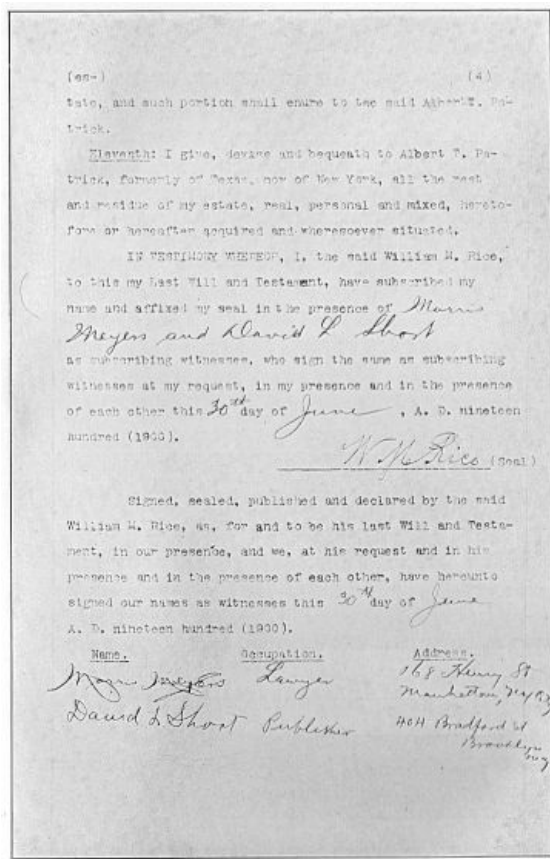 (es-) (4)
tate, and such portion shall enure to the said Albert T. Pa-
trick.
Eleventh: I give, devise and bequeath to Albert T. Pa-
trick, formerly of Texas, now of New York, all the rest
and residue of my estate, real, personal and mixed, hereto-
fore or hereafter acquired and wheresoever situated.
IN TESTIMONY WHEREOF, I, the said William M. Rice,
to this my Last Will and Testament, have subscribed my
name and affixed my seal in the presence of Morris
Meyers and David L Short
as subscribing witnesses, who sign the same as subscribing
witnesses at my request, in my presence and in the presence
of each other this 30th day of June , A. D. nineteen
hundred (1900).
W M Rice (Seal)
Signed, sealed, published and declared by the said
William M. Rice, as, for and to be his last Will and Testa-
ment, in our presence, and we, at his request and in his
presence and in the presence of each other, have hereunto
signed our names as witnesses this 30th day of June
A. D. nineteen hundred (1900).
Name. Occupation. Address.
Morris Meyers Lawyer 168 Henry St
Manhattan, NY City
David L Short Publisher 404 Bradford St
Brooklyn
NY